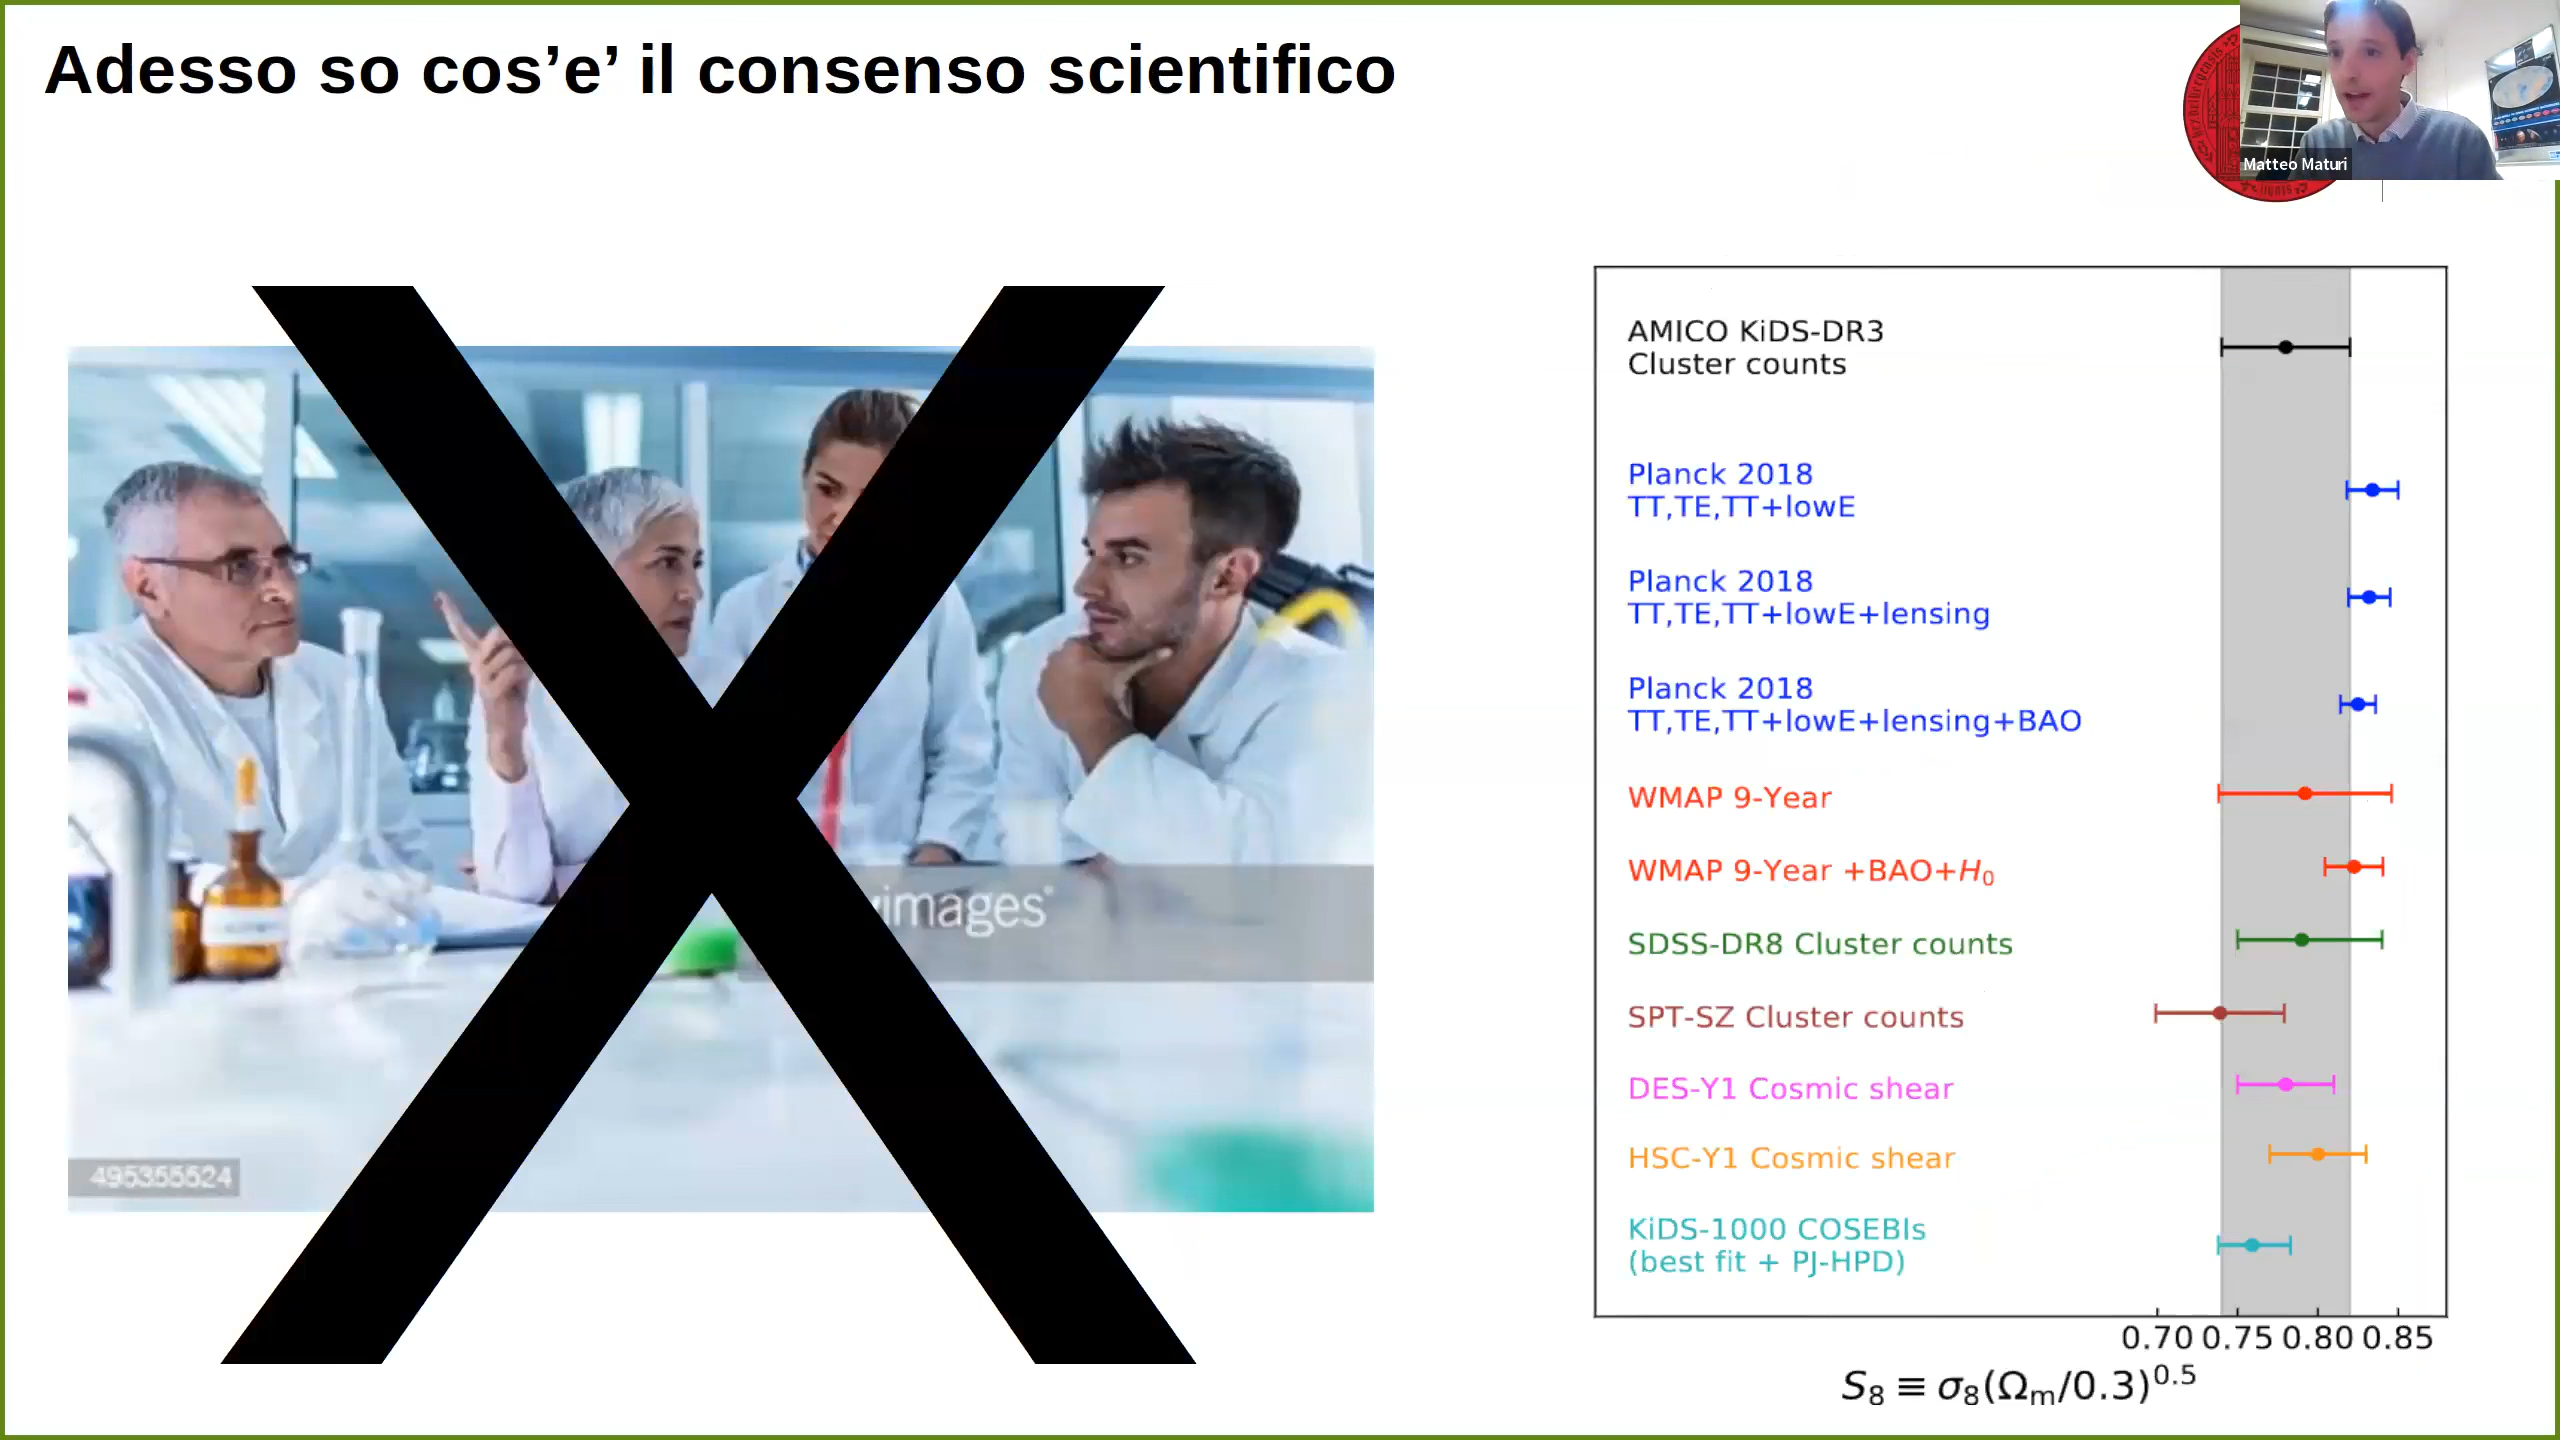 Adesso so cos’e’ il consenso scientifico
Matteo Maturi
images
495355524
AMICO KiDS-DR3
Cluster counts
Planck 2018
TT,TE,TT+lowE
Planck 2018
TT,TE,TT+lowE+lensing
Planck 2018
TT,TE,TT+lowE+lensing+BAO
WMAP 9-Year
WMAP 9-Year +BAO+H₀
SDSS-DR8 Cluster counts
SPT-SZ Cluster counts
DES-Y1 Cosmic shear
HSC-Y1 Cosmic shear
KiDS-1000 COSEBIs
(best fit + PJ-HPD)
0.70 0.75 0.80 0.85
S₈ ≡ σ₈(Ωₘ/0.3)⁰·⁵